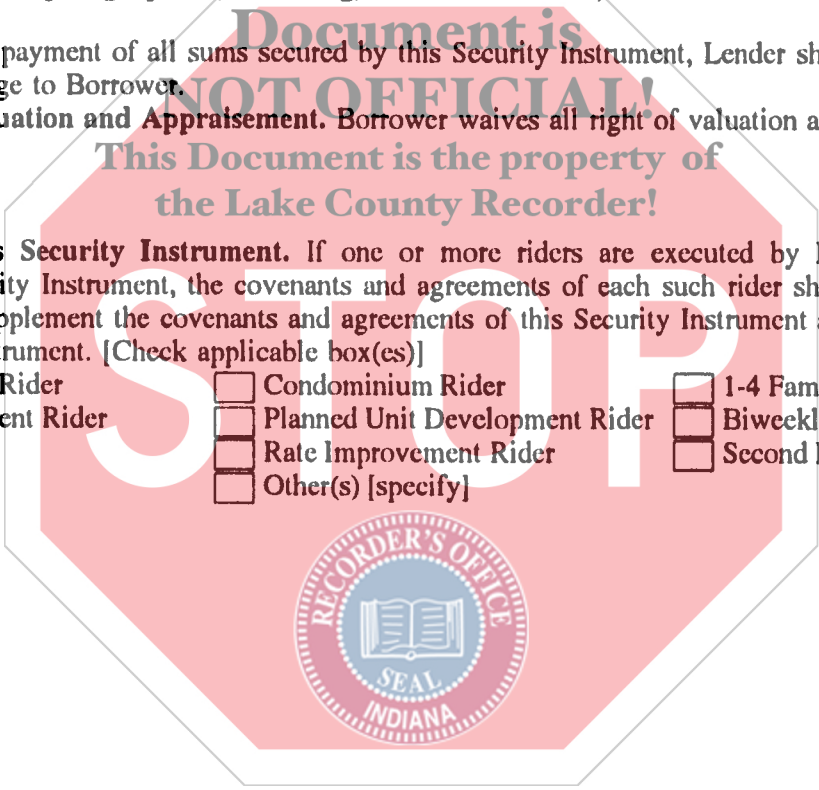 Document is
payment of all sums secured by this Security Instrument, Lender sh
ge to Borrower.
NOT OFFICIAL!
uation and Appraisement. Borrower waives all right of valuation a
This Document is the property of
the Lake County Recorder!
s Security Instrument. If one or more riders are executed by
ity Instrument, the covenants and agreements of each such rider sh
pplement the covenants and agreements of this Security Instrument
trument. [Check applicable box(es)]
Rider Condominium Rider 1-4 Fam
ent Rider Planned Unit Development Rider Biweekl
Rate Improvement Rider Second
Other(s) [specify]
STOP
RECORDER'S OFFICE
SEAL
INDIANA